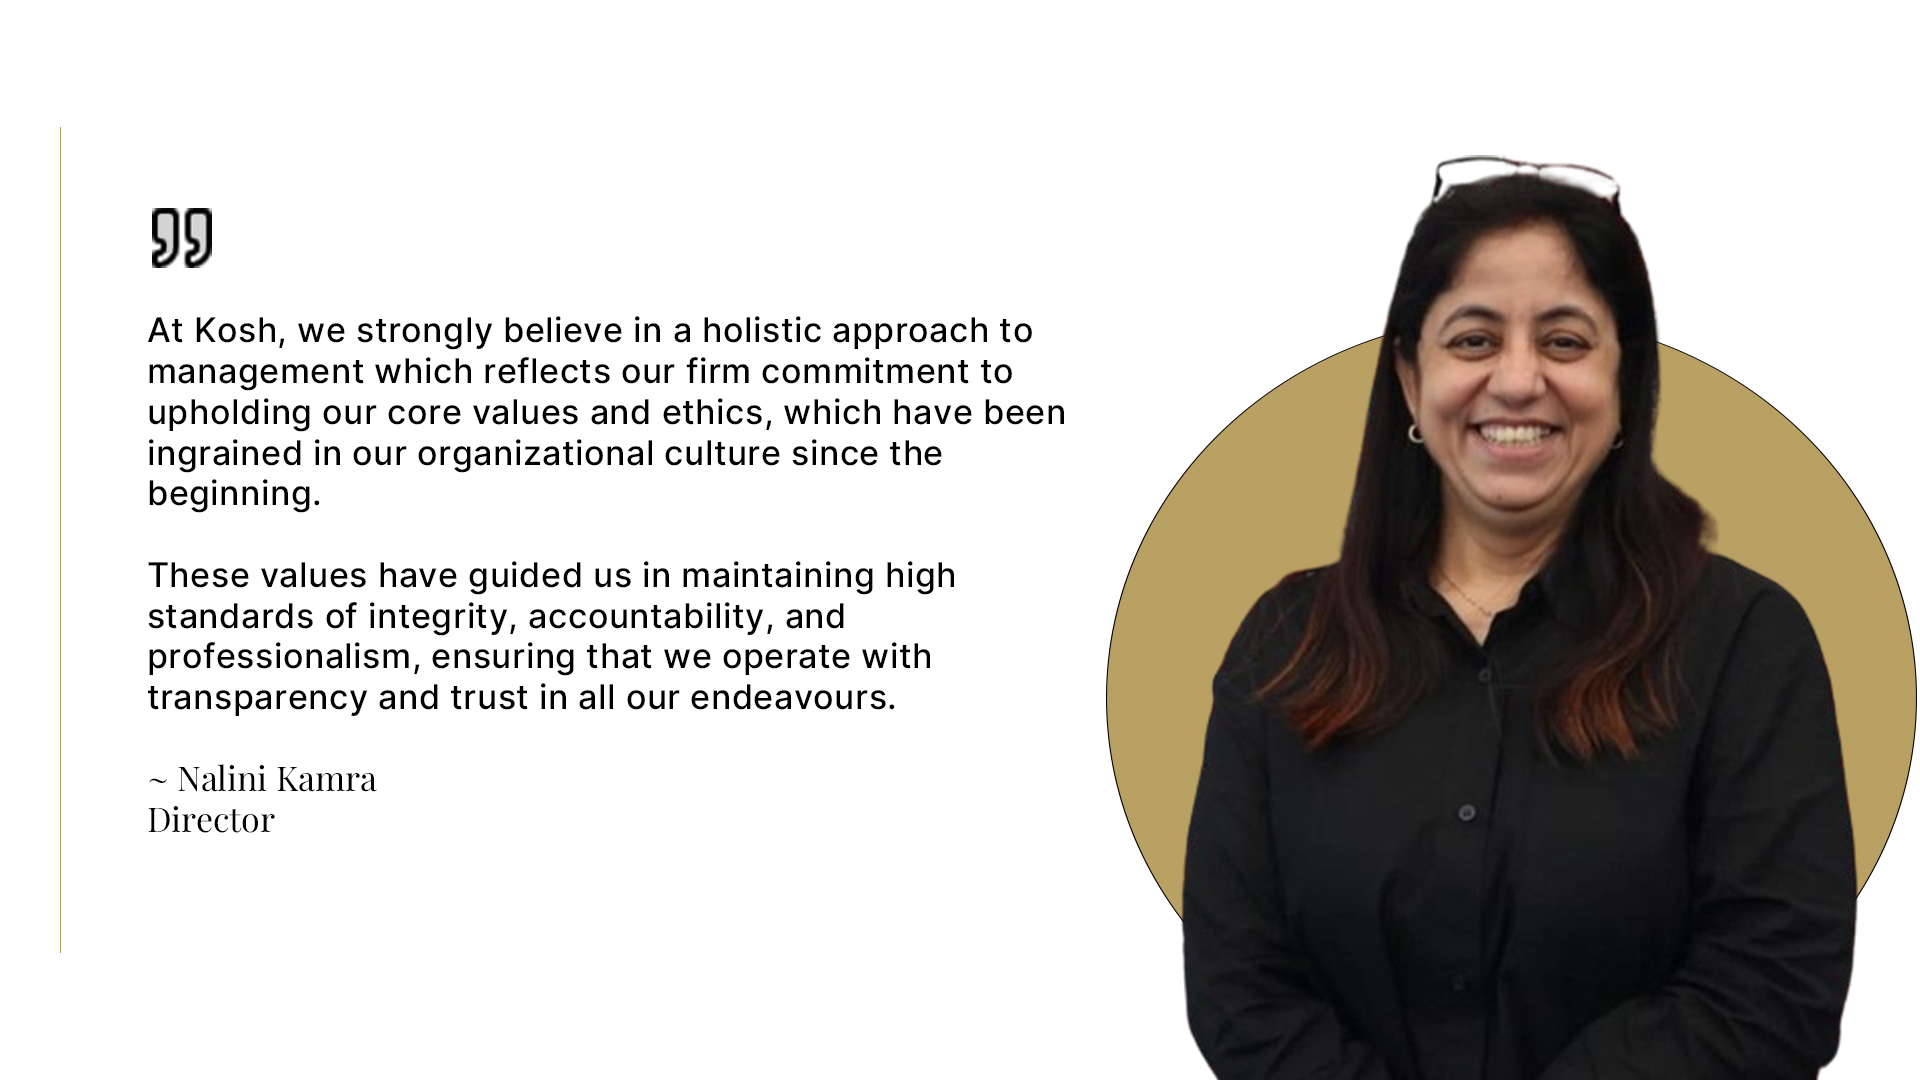 At Kosh, we strongly believe in a holistic approach to
management which reflects our firm commitment to
upholding our core values and ethics, which have been
ingrained in our organizational culture since the
beginning.
These values have guided us in maintaining high
standards of integrity, accountability, and
professionalism, ensuring that we operate with
transparency and trust in all our endeavours.
~ Nalini Kamra
Director